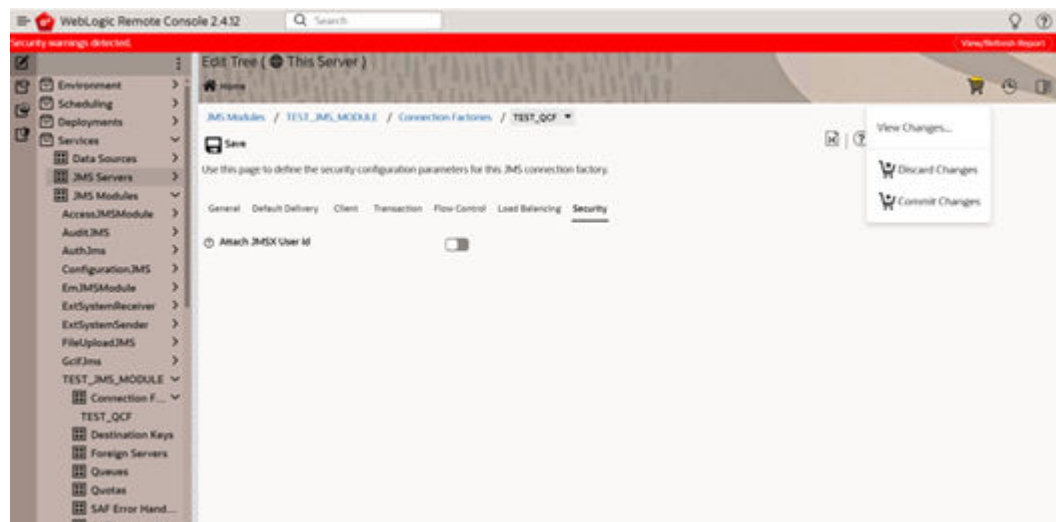 WebLogic Remote Console 2.4.12
Search
Security warnings detected.
View/Refresh Report
Edit Tree ( This Server )
Home
Environment
Scheduling
Deployments
Services
Data Sources
JMS Servers
JMS Modules
AccessJMSModule
AuditJMS
AuthJms
ConfigurationJMS
EmJMSModule
ExtSystemReceiver
ExtSystemSender
FileUploadJMS
GcifJms
TEST_JMS_MODULE
Connection F...
TEST_QCF
Destination Keys
Foreign Servers
Queues
Quotas
SAF Error Hand...
JMS Modules / TEST_JMS_MODULE / Connection Factories / TEST_QCF
Save
Use this page to define the security configuration parameters for this JMS connection factory.
General Default Delivery Client Transaction Flow Control Load Balancing Security
Attach JMSX User Id
View Changes...
Discard Changes
Commit Changes